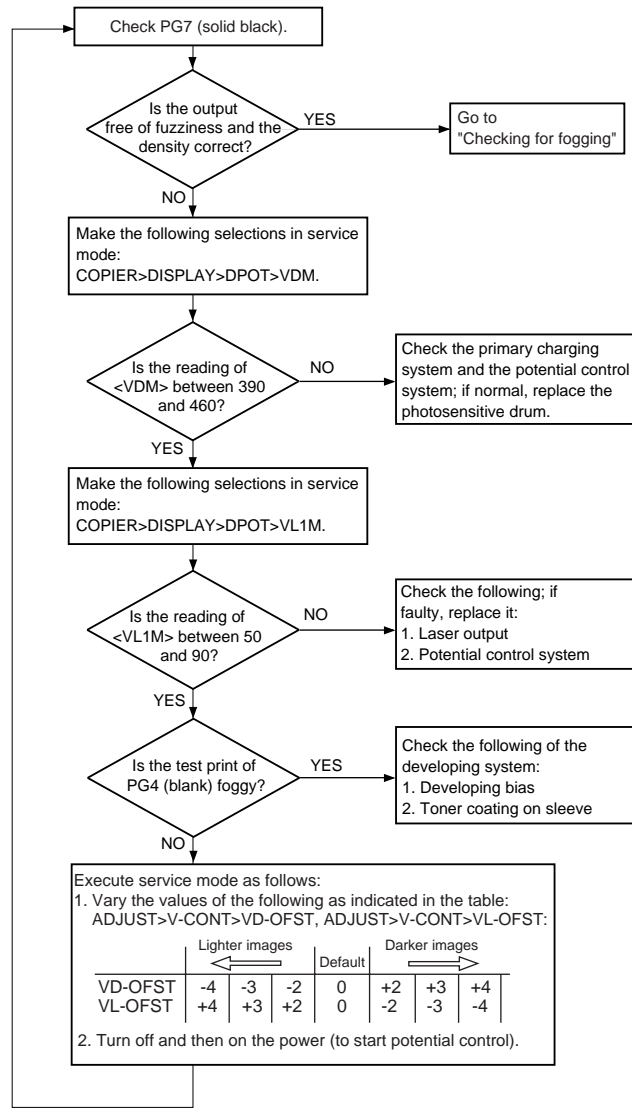 Check PG7 (solid black).
Is the output
free of fuzziness and the
density correct?
YES
Go to
"Checking for fogging"
NO
Make the following selections in service
mode:
COPIER>DISPLAY>DPOT>VDM.
Is the reading of
<VDM> between 390
and 460?
NO
Check the primary charging
system and the potential control
system; if normal, replace the
photosensitive drum.
YES
Make the following selections in service
mode:
COPIER>DISPLAY>DPOT>VL1M.
Is the reading of
<VL1M> between 50
and 90?
NO
Check the following; if
faulty, replace it:
1. Laser output
2. Potential control system
YES
Is the test print of
PG4 (blank) foggy?
YES
Check the following of the
developing system:
1. Developing bias
2. Toner coating on sleeve
NO
Execute service mode as follows:
1. Vary the values of the following as indicated in the table:
ADJUST>V-CONT>VD-OFST, ADJUST>V-CONT>VL-OFST:
Lighter images Default Darker images
VD-OFST -4 -3 -2 0 +2 +3 +4
VL-OFST +4 +3 +2 0 -2 -3 -4
2. Turn off and then on the power (to start potential control).